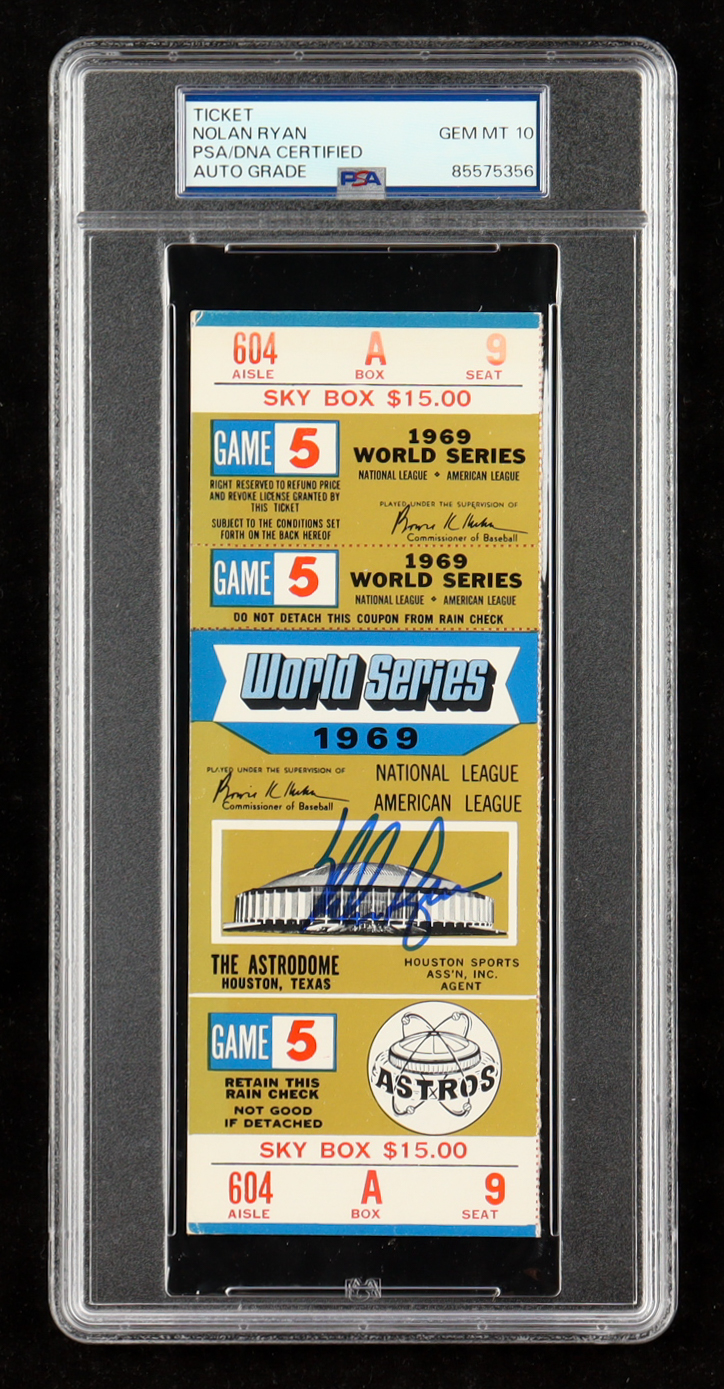 TICKET
NOLAN RYAN GEM MT 10
PSA/DNA CERTIFIED
AUTO GRADE PSA 85575356
604 A 9
AISLE BOX SEAT
SKY BOX $15.00
GAME 5
RIGHT RESERVED TO REFUND PRICE
AND REVOKE LICENSE GRANTED BY
THIS TICKET
SUBJECT TO THE CONDITIONS SET
FORTH ON THE BACK HEREOF
1969
WORLD SERIES
NATIONAL LEAGUE • AMERICAN LEAGUE
PLAYED UNDER THE SUPERVISION OF
Bowie K Kuhn
Commissioner of Baseball
GAME 5
1969
WORLD SERIES
NATIONAL LEAGUE • AMERICAN LEAGUE
DO NOT DETACH THIS COUPON FROM RAIN CHECK
World Series
1969
PLAYED UNDER THE SUPERVISION OF
Bowie K Kuhn
Commissioner of Baseball
NATIONAL LEAGUE
AMERICAN LEAGUE
Nolan Ryan
THE ASTRODOME
HOUSTON, TEXAS
HOUSTON SPORTS
ASS'N, INC.
AGENT
GAME 5
RETAIN THIS
RAIN CHECK
NOT GOOD
IF DETACHED
ASTROS
SKY BOX $15.00
604 A 9
AISLE BOX SEAT